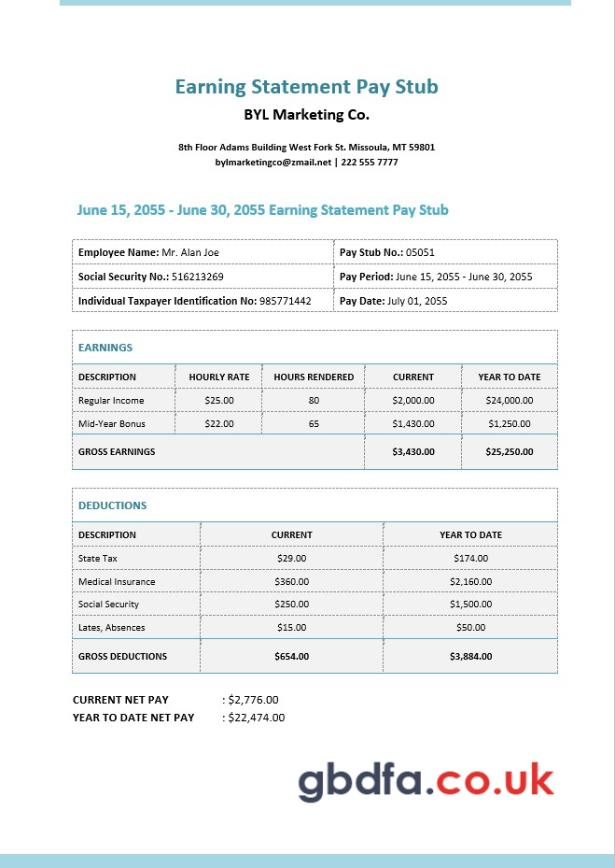 Earning Statement Pay Stub
BYL Marketing Co.
8th Floor Adams Building West Fork St. Missoula, MT 59801
bylmarketingco@zmail.net | 222 555 7777
June 15, 2055 - June 30, 2055 Earning Statement Pay Stub
Employee Name: Mr. Alan Joe Pay Stub No.: 05051
Social Security No.: 516213269 Pay Period: June 15, 2055 - June 30, 2055
Individual Taxpayer Identification No: 985771442 Pay Date: July 01, 2055
EARNINGS
DESCRIPTION HOURLY RATE HOURS RENDERED CURRENT YEAR TO DATE
Regular Income $25.00 80 $2,000.00 $24,000.00
Mid-Year Bonus $22.00 65 $1,430.00 $1,250.00
GROSS EARNINGS $3,430.00 $25,250.00
DEDUCTIONS
DESCRIPTION CURRENT YEAR TO DATE
State Tax $29.00 $174.00
Medical Insurance $360.00 $2,160.00
Social Security $250.00 $1,500.00
Lates, Absences $15.00 $50.00
GROSS DEDUCTIONS $654.00 $3,884.00
CURRENT NET PAY : $2,776.00
YEAR TO DATE NET PAY : $22,474.00
gbdfa.co.uk